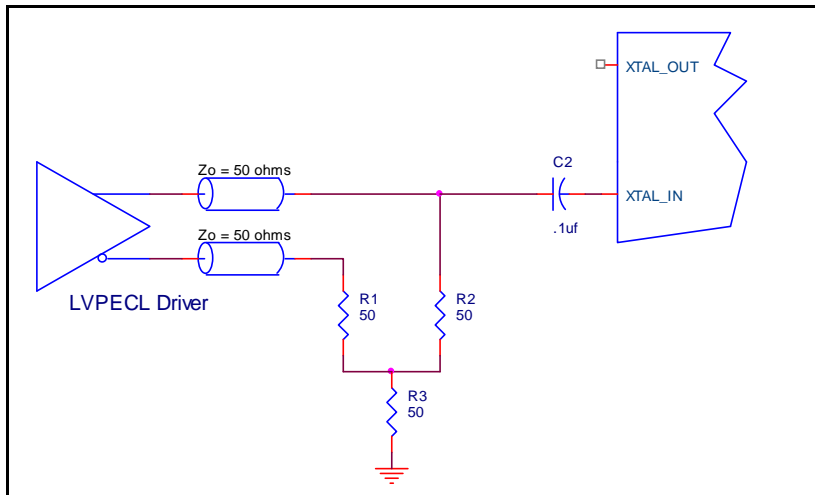 XTAL_OUT
Zo = 50 ohms
C2
XTAL_IN
.1uf
Zo = 50 ohms
LVPECL Driver
R1
50
R2
50
R3
50